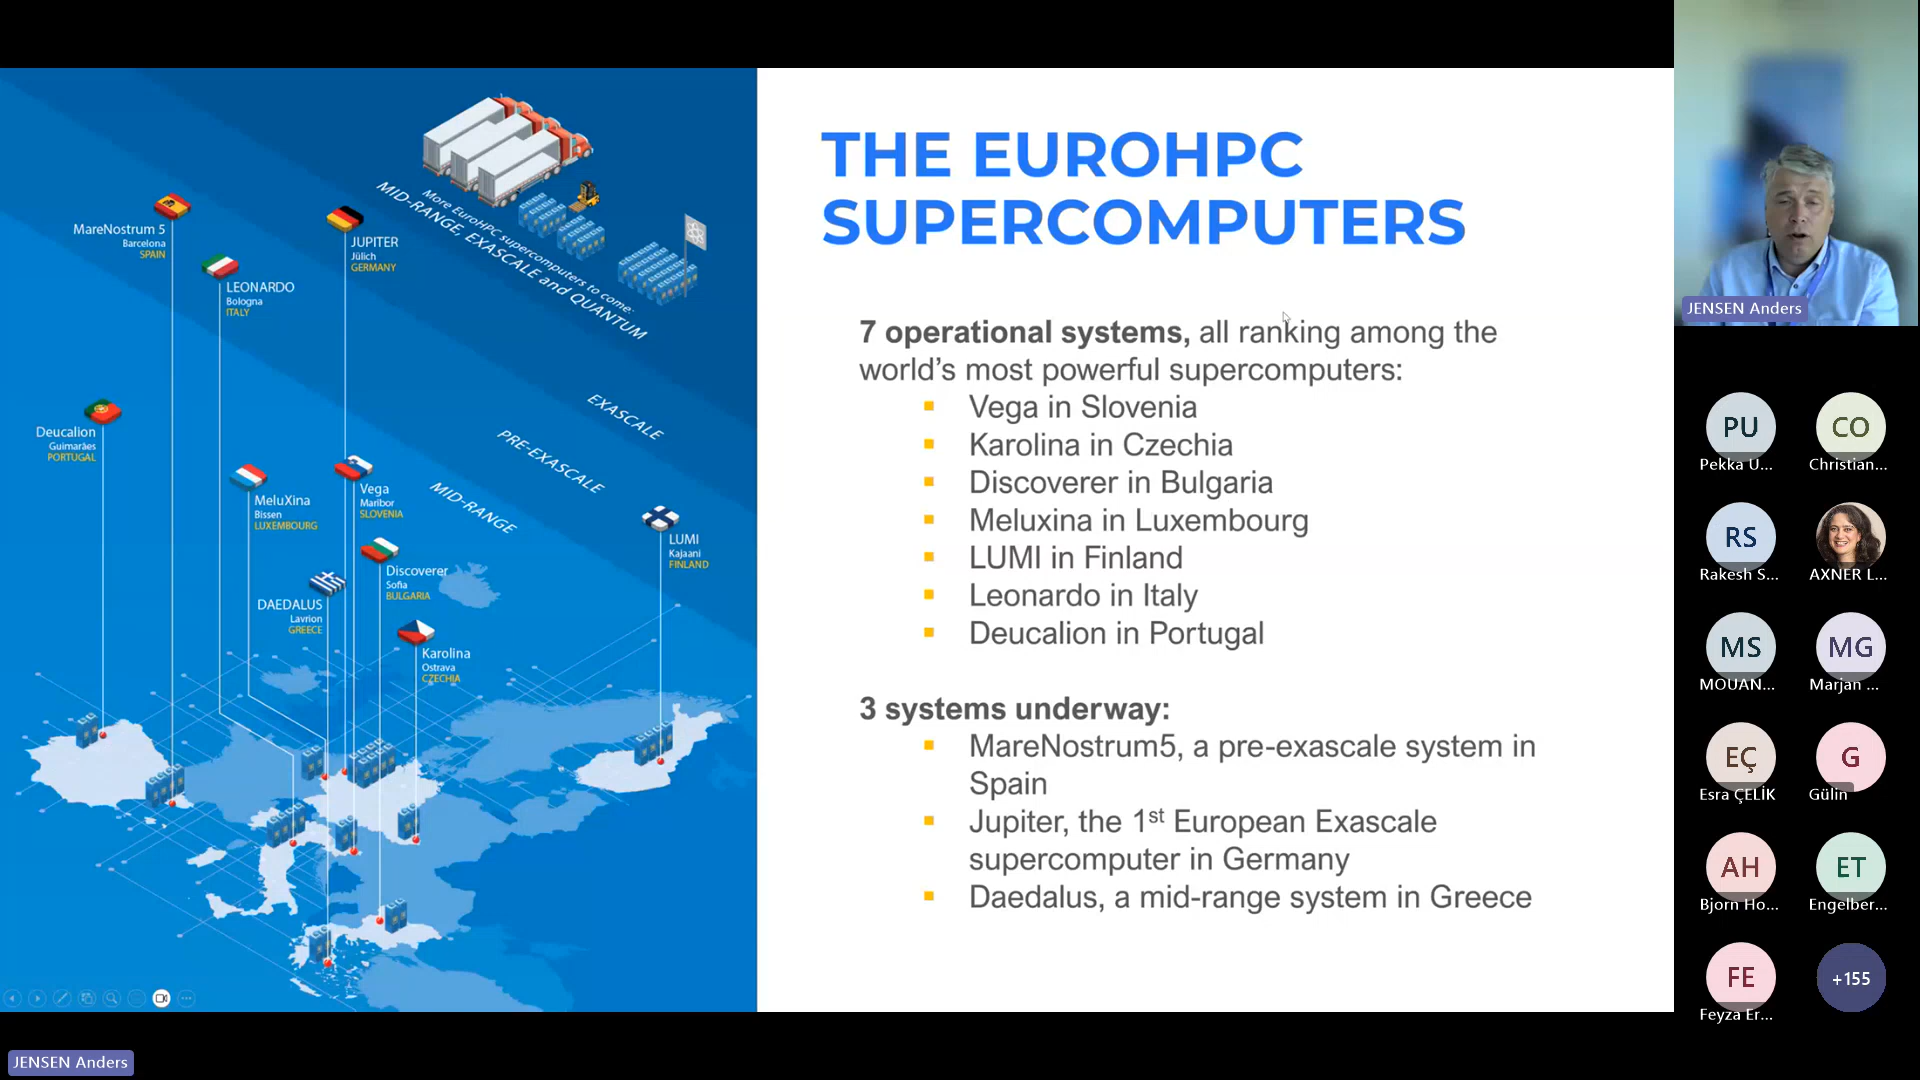 MareNostrum 5
Barcelona
SPAIN
LEONARDO
Bologna
ITALY
JUPITER
Jülich
GERMANY
More EuroHPC supercomputers to come:
MID-RANGE, EXASCALE and QUANTUM
EXASCALE
PRE-EXASCALE
MID-RANGE
Deucalion
Guimarães
PORTUGAL
MeluXina
Bissen
LUXEMBOURG
Vega
Maribor
SLOVENIA
LUMI
Kajaani
FINLAND
Discoverer
Sofia
BULGARIA
DAEDALUS
Lavrion
GREECE
Karolina
Ostrava
CZECHIA
THE EUROHPC
SUPERCOMPUTERS
7 operational systems, all ranking among the
world’s most powerful supercomputers:
▪ Vega in Slovenia
▪ Karolina in Czechia
▪ Discoverer in Bulgaria
▪ Meluxina in Luxembourg
▪ LUMI in Finland
▪ Leonardo in Italy
▪ Deucalion in Portugal
3 systems underway:
▪ MareNostrum5, a pre-exascale system in
Spain
▪ Jupiter, the 1st European Exascale
supercomputer in Germany
▪ Daedalus, a mid-range system in Greece
JENSEN Anders
PU
Pekka U...
CO
Christian...
RS
Rakesh S...
AXNER L...
MS
MOUAN...
MG
Marjan ...
EÇ
Esra ÇELİK
G
Gülin
AH
Bjorn Ho...
ET
Engelber...
FE
Feyza Er...
+155
JENSEN Anders